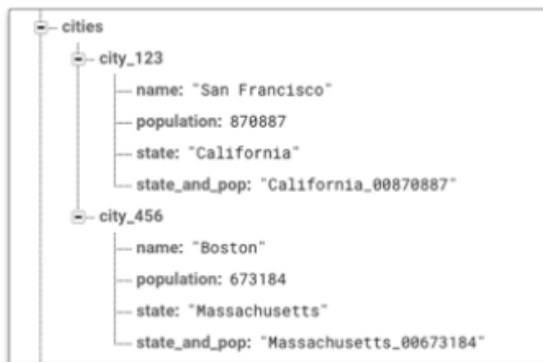 cities
city_123
name: "San Francisco"
population: 870887
state: "California"
state_and_pop: "California_00870887"
city_456
name: "Boston"
population: 673184
state: "Massachusetts"
state_and_pop: "Massachusetts_00673184"